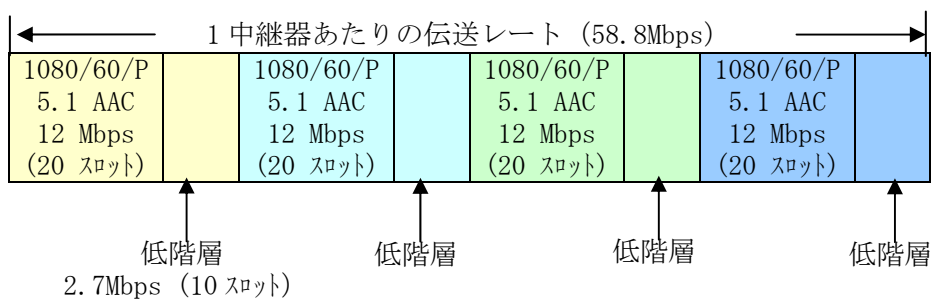 1 中継器あたりの伝送レート (58.8Mbps)
1080/60/P
5.1 AAC
12 Mbps
(20 ｽﾛｯﾄ)
1080/60/P
5.1 AAC
12 Mbps
(20 ｽﾛｯﾄ)
1080/60/P
5.1 AAC
12 Mbps
(20 ｽﾛｯﾄ)
1080/60/P
5.1 AAC
12 Mbps
(20 ｽﾛｯﾄ)
低階層
2.7Mbps (10 ｽﾛｯﾄ)
低階層
低階層
低階層